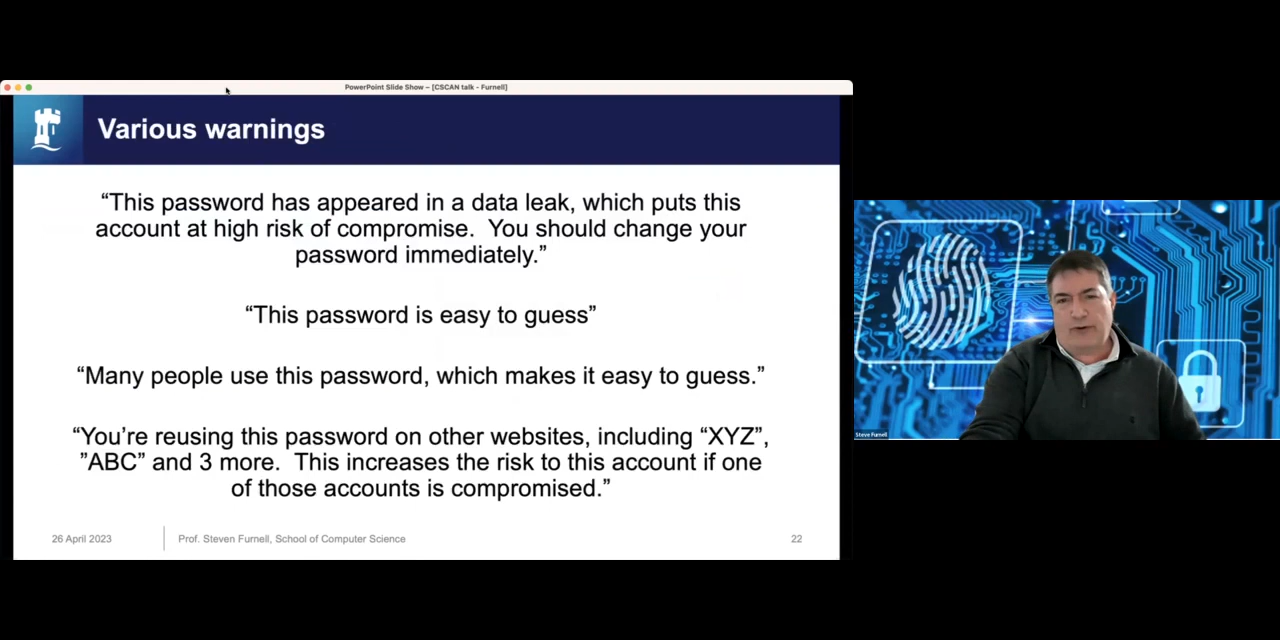 PowerPoint Slide Show – [CSCAN talk - Furnell]
Various warnings
“This password has appeared in a data leak, which puts this
account at high risk of compromise.  You should change your
password immediately.”
“This password is easy to guess”
“Many people use this password, which makes it easy to guess.”
“You’re reusing this password on other websites, including “XYZ”,
”ABC” and 3 more.  This increases the risk to this account if one
of those accounts is compromised.”
26 April 2023
Prof. Steven Furnell, School of Computer Science
22
Steve Furnell